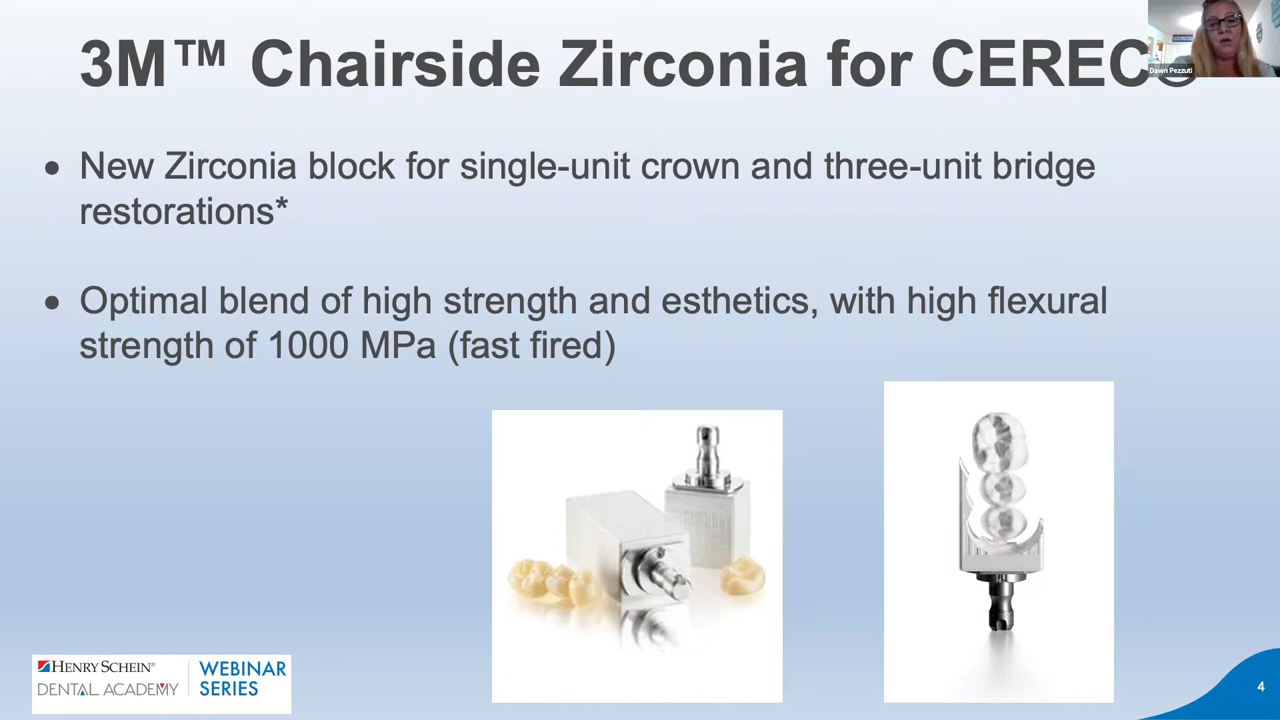 3M™ Chairside Zirconia for CEREC®
Dawn Pezzuti
• New Zirconia block for single-unit crown and three-unit bridge
restorations*
• Optimal blend of high strength and esthetics, with high flexural
strength of 1000 MPa (fast fired)
HENRY SCHEIN®
DENTAL ACADEMY
WEBINAR
SERIES
4